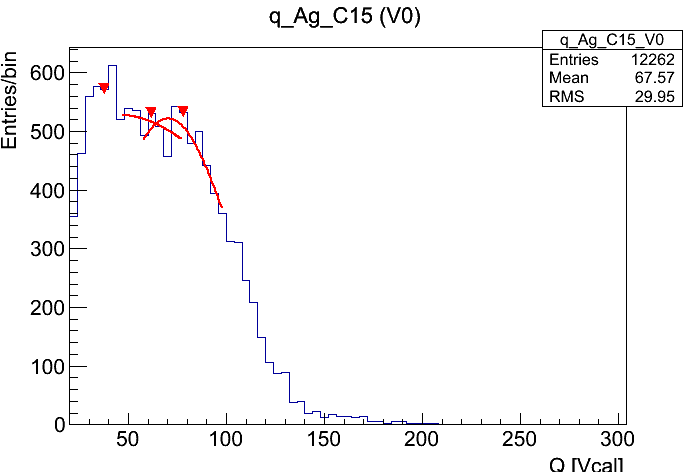 q_Ag_C15 (V0)
q_Ag_C15_V0
Entries 12262
Mean 67.57
RMS 29.95
Entries/bin
600
500
400
300
200
100
0
50 100 150 200 250 300
Q [Vcal]